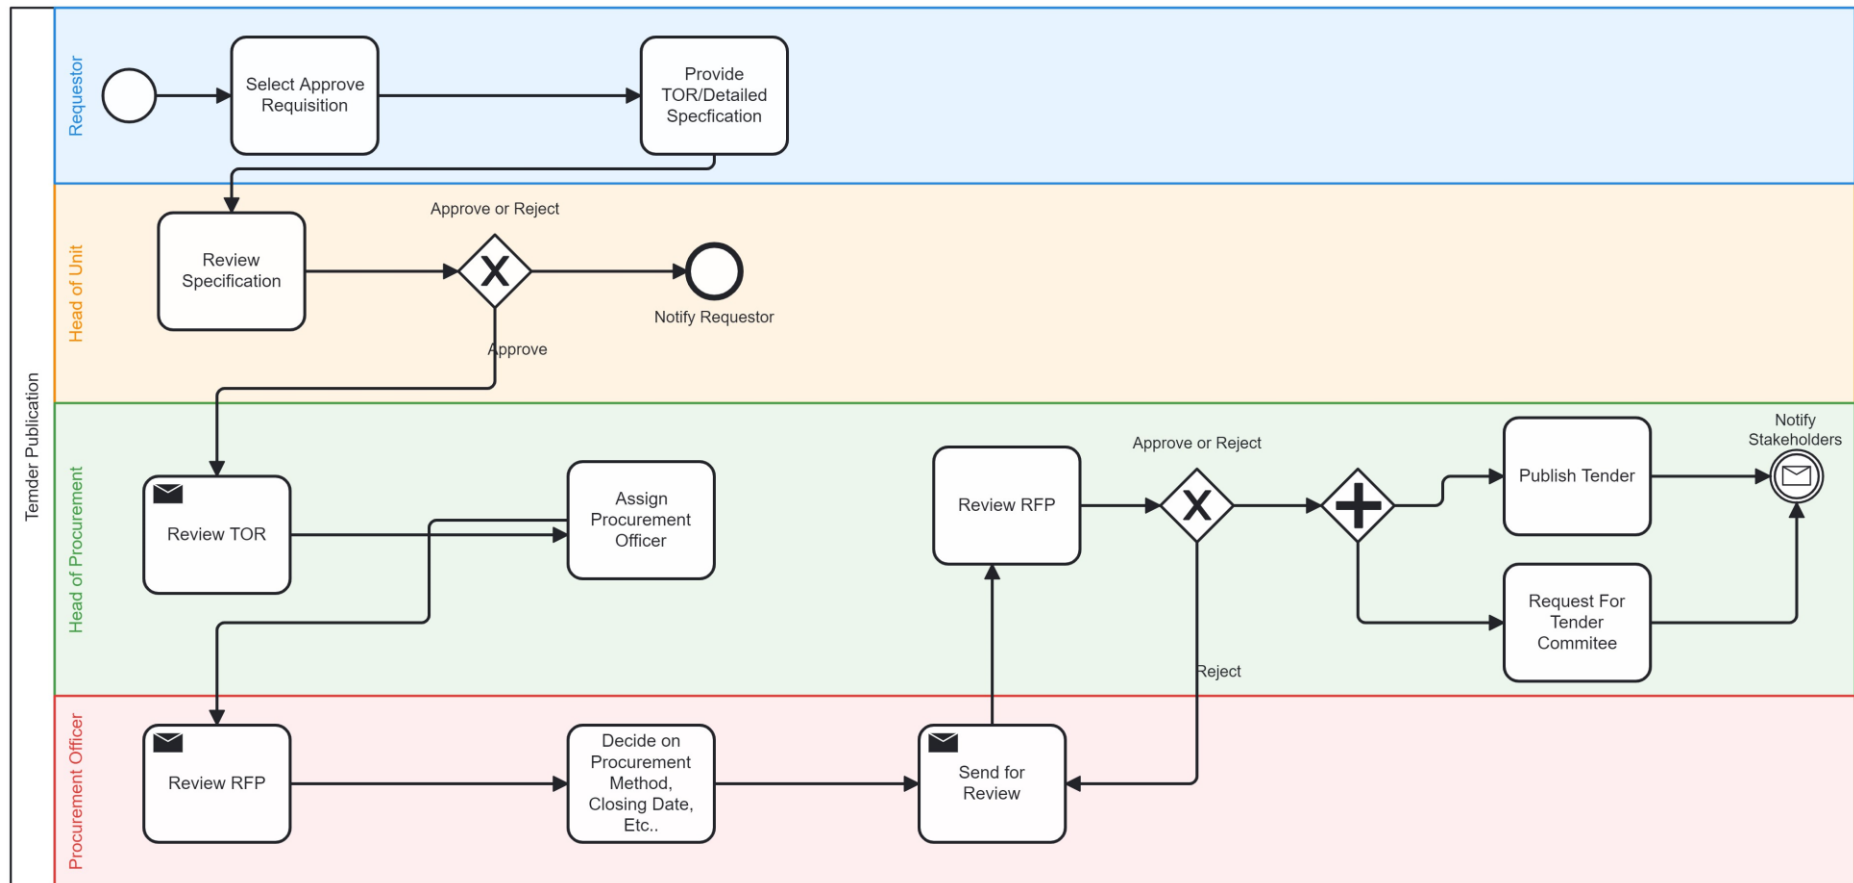 Temder Publication
Requestor
Select Approve
Requisition
Provide
TOR/Detailed
Specfication
Head of Unit
Review
Specification
Approve or Reject
Notify Requestor
Approve
Head of Procurement
Review TOR
Assign
Procurement
Officer
Review RFP
Approve or Reject
Publish Tender
Notify
Stakeholders
Request For
Tender
Commitee
Reject
Procurement Officer
Review RFP
Decide on
Procurement
Method,
Closing Date,
Etc..
Send for
Review